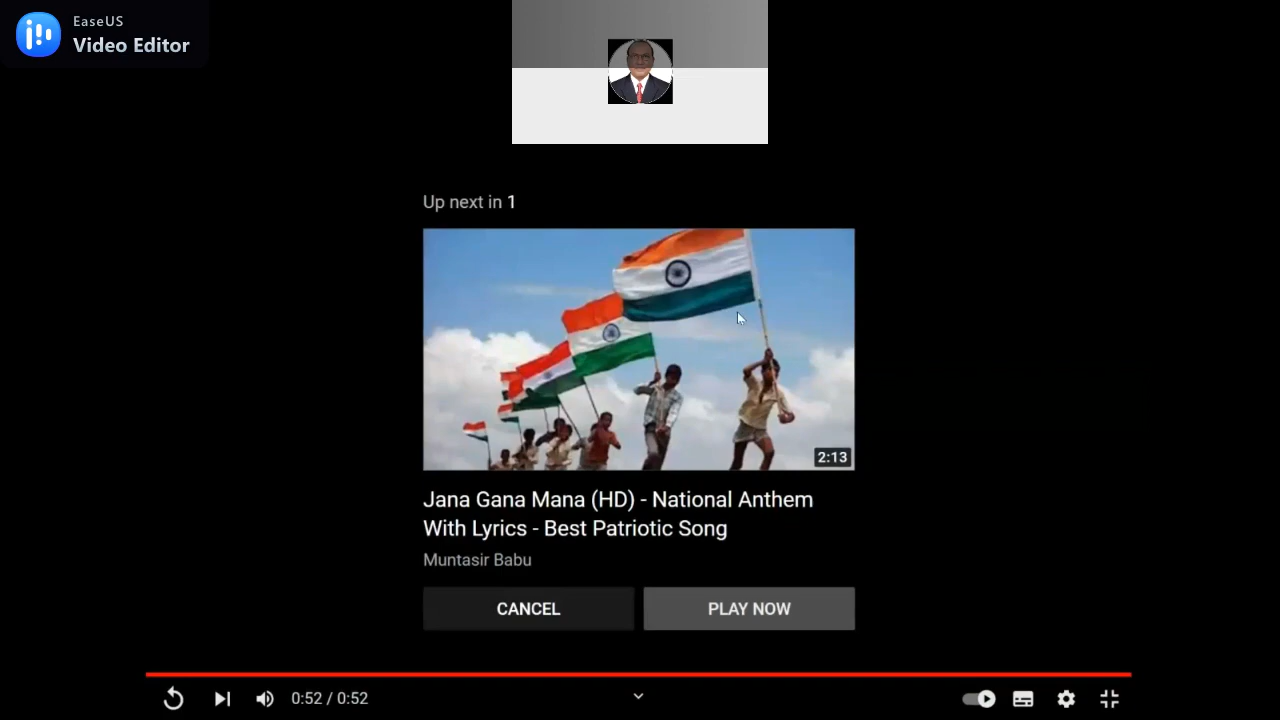 EaseUS
Video Editor
Up next in 1
2:13
Jana Gana Mana (HD) - National Anthem
With Lyrics - Best Patriotic Song
Muntasir Babu
CANCEL
PLAY NOW
0:52 / 0:52